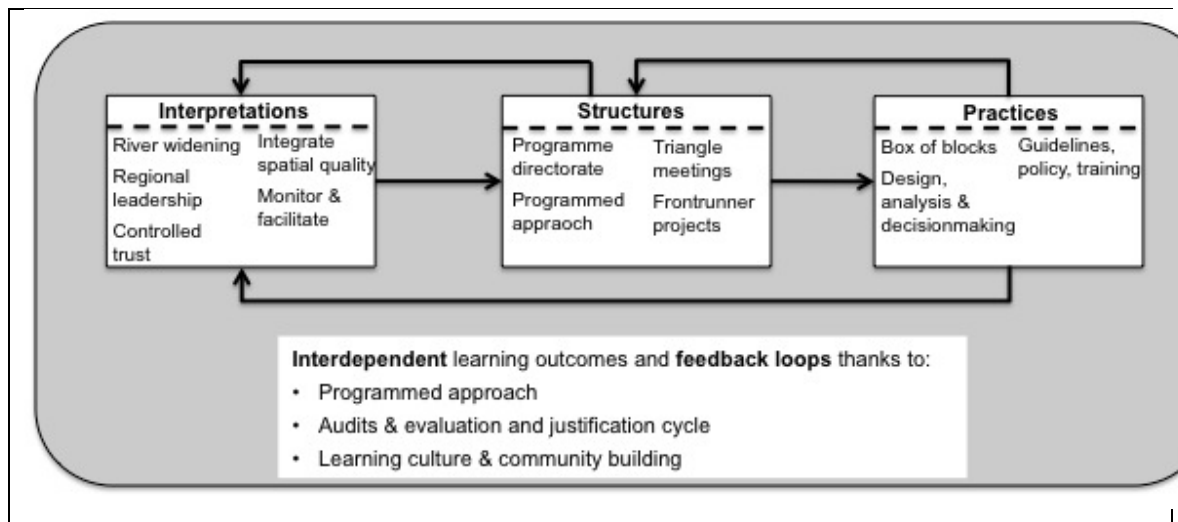 Interpretations
River widening
Regional
leadership
Controlled
trust
Integrate
spatial quality
Monitor &
facilitate
Structures
Programme
directorate
Programmed
appraoch
Triangle
meetings
Frontrunner
projects
Practices
Box of blocks
Design,
analysis &
decisionmaking
Guidelines,
policy, training
Interdependent learning outcomes and feedback loops thanks to:
• Programmed approach
• Audits & evaluation and justification cycle
• Learning culture & community building